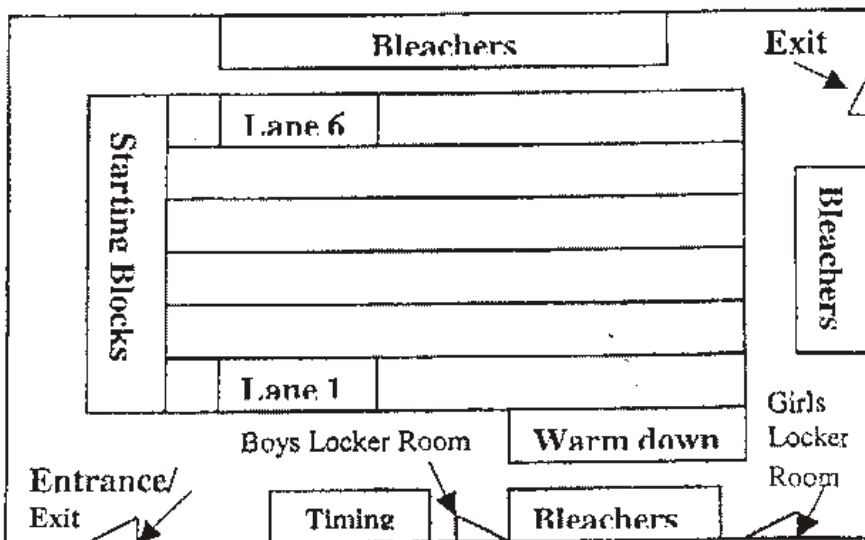 Bleachers
Exit
Lane 6
Starting Blocks
Bleachers
Lane 1
Boys Locker Room
Warm down
Girls
Locker
Room
Entrance/
Exit
Timing
Bleachers